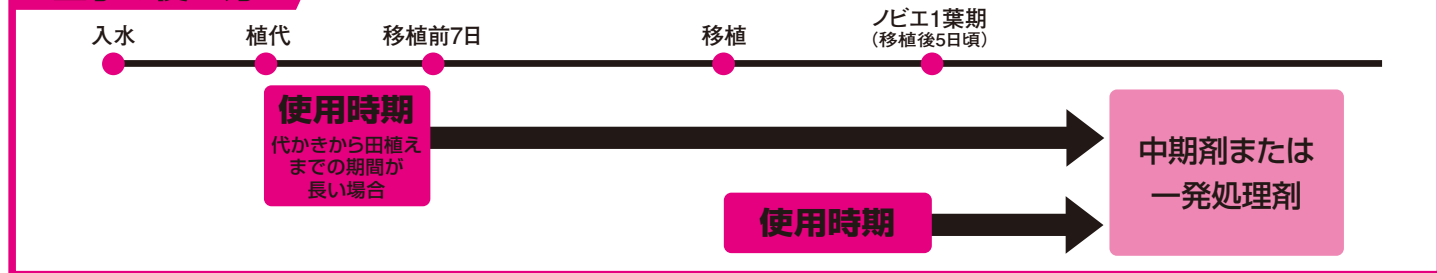 入水
植代
移植前7日
移植
ノビエ1葉期
（移植後5日頃）
使用時期
代かきから田植え
までの期間が
長い場合
使用時期
中期剤または
一発処理剤